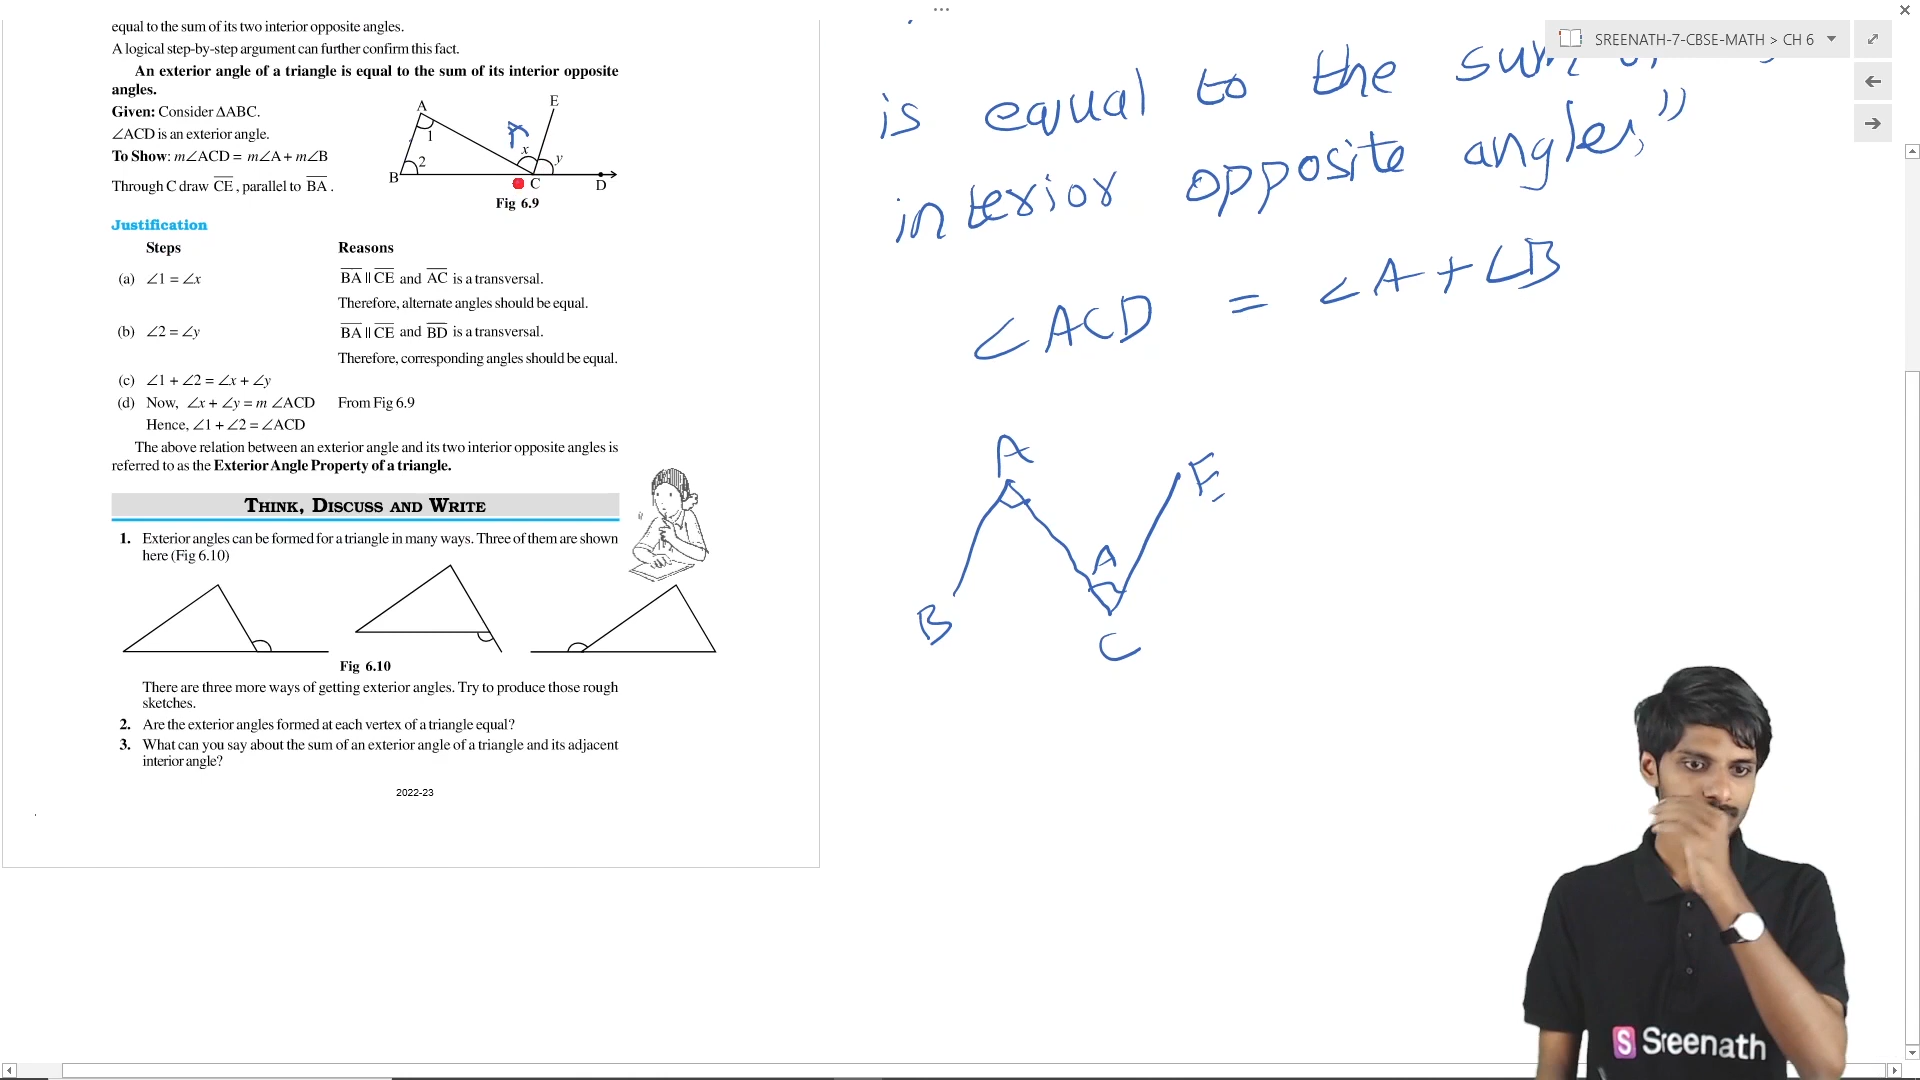 equal to the sum of its two interior opposite angles.
A logical step-by-step argument can further confirm this fact.
An exterior angle of a triangle is equal to the sum of its interior opposite
angles.
Given: Consider ΔABC.
∠ACD is an exterior angle.
To Show: m∠ACD = m∠A + m∠B
Through C draw CE, parallel to BA.
A
E
1
A
x
y
2
B
C
D
Fig 6.9
Justification
Steps Reasons
(a) ∠1 = ∠x BA || CE and AC is a transversal.
Therefore, alternate angles should be equal.
(b) ∠2 = ∠y BA || CE and BD is a transversal.
Therefore, corresponding angles should be equal.
(c) ∠1 + ∠2 = ∠x + ∠y
(d) Now, ∠x + ∠y = m ∠ACD From Fig 6.9
Hence, ∠1 + ∠2 = ∠ACD
The above relation between an exterior angle and its two interior opposite angles is
referred to as the Exterior Angle Property of a triangle.
THINK, DISCUSS AND WRITE
1. Exterior angles can be formed for a triangle in many ways. Three of them are shown
here (Fig 6.10)
Fig 6.10
There are three more ways of getting exterior angles. Try to produce those rough
sketches.
2. Are the exterior angles formed at each vertex of a triangle equal?
3. What can you say about the sum of an exterior angle of a triangle and its adjacent
interior angle?
2022-23
SREENATH-7-CBSE-MATH > CH 6
is equal to the sum
interior opposite angles,"
∠ACD = ∠A + ∠B
A
E
A
B
C
S Sreenath